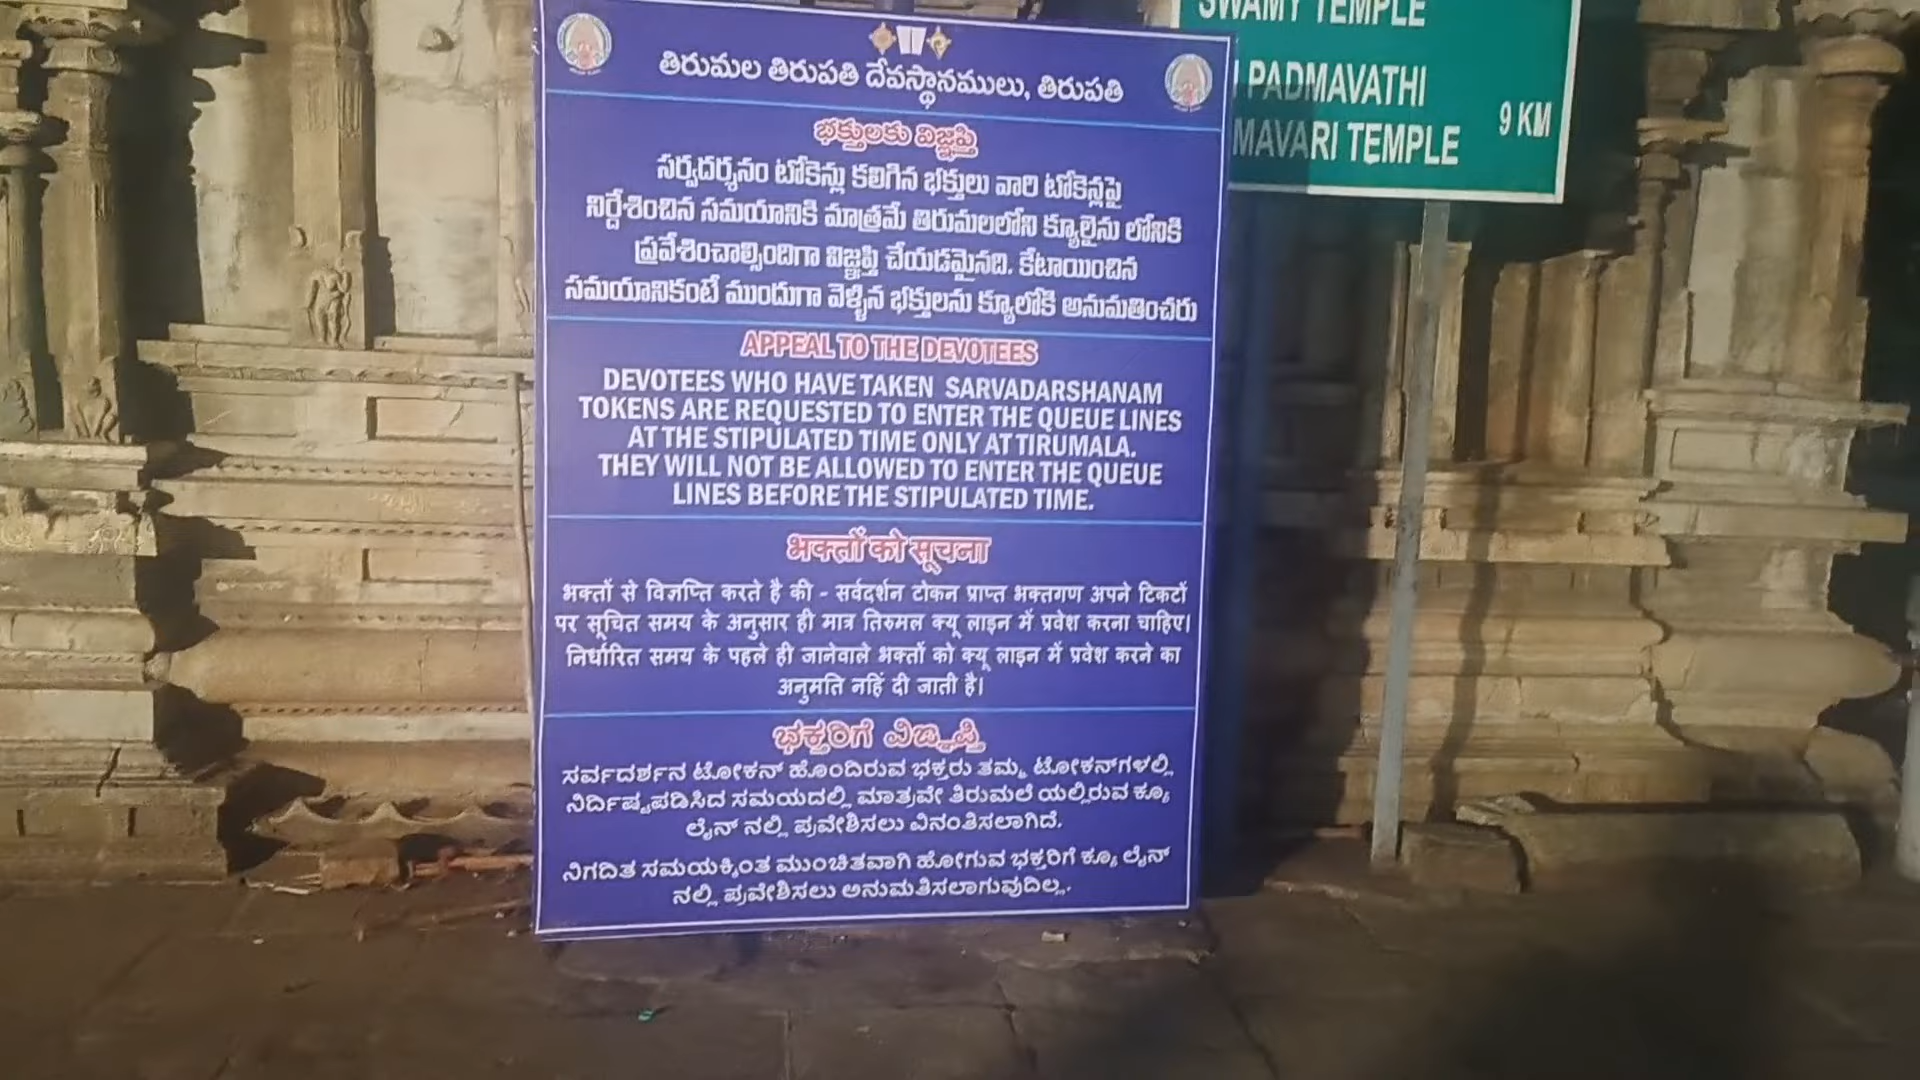 తిరుమల తిరుపతి దేవస్థానములు, తిరుపతి
భక్తులకు విజ్ఞప్తి
సర్వదర్శనం టోకెన్లు కలిగిన భక్తులు వారి టోకెన్లపై
నిర్దేశించిన సమయానికి మాత్రమే తిరుమలలోని క్యూలైను లోనికి
ప్రవేశించాల్సిందిగా విజ్ఞప్తి చేయడమైనది. కేటాయించిన
సమయానికంటే ముందుగా వెళ్ళిన భక్తులను క్యూలోకి అనుమతించరు
APPEAL TO THE DEVOTEES
DEVOTEES WHO HAVE TAKEN SARVADARSHANAM
TOKENS ARE REQUESTED TO ENTER THE QUEUE LINES
AT THE STIPULATED TIME ONLY AT TIRUMALA.
THEY WILL NOT BE ALLOWED TO ENTER THE QUEUE
LINES BEFORE THE STIPULATED TIME.
भक्तों को सूचना
भक्तों से विज्ञप्ति करते है की - सर्वदर्शन टोकन प्राप्त भक्तगण अपने टिकटों
पर सूचित समय के अनुसार ही मात्र तिरुमल क्यू लाइन में प्रवेश करना चाहिए।
निर्धारित समय के पहले ही जानेवाले भक्तों को क्यू लाइन में प्रवेश करने का
अनुमति नहिं दी जाती है।
ಭಕ್ತರಿಗೆ ವಿಜ್ಞಪ್ತಿ
ಸರ್ವದರ್ಶನ ಟೋಕನ್ ಹೊಂದಿರುವ ಭಕ್ತರು ತಮ್ಮ ಟೋಕನ್‌ಗಳಲ್ಲಿ
ನಿರ್ದಿಷ್ಟಪಡಿಸಿದ ಸಮಯದಲ್ಲಿ ಮಾತ್ರವೇ ತಿರುಮಲೆ ಯಲ್ಲಿರುವ ಕ್ಯೂ
ಲೈನ್ ನಲ್ಲಿ ಪ್ರವೇಶಿಸಲು ವಿನಂತಿಸಲಾಗಿದೆ.
ನಿಗದಿತ ಸಮಯಕ್ಕಿಂತ ಮುಂಚಿತವಾಗಿ ಹೋಗುವ ಭಕ್ತರಿಗೆ ಕ್ಯೂ ಲೈನ್
ನಲ್ಲಿ ಪ್ರವೇಶಿಸಲು ಅನುಮತಿಸಲಾಗುವುದಿಲ್ಲ.
SWAMY TEMPLE
PADMAVATHI
MAVARI TEMPLE 9 KM